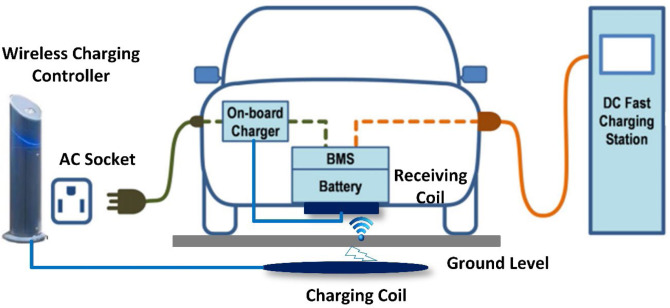 Wireless Charging
Controller
AC Socket
On-board
Charger
BMS
Battery
Receiving
Coil
DC Fast
Charging
Station
Ground Level
Charging Coil